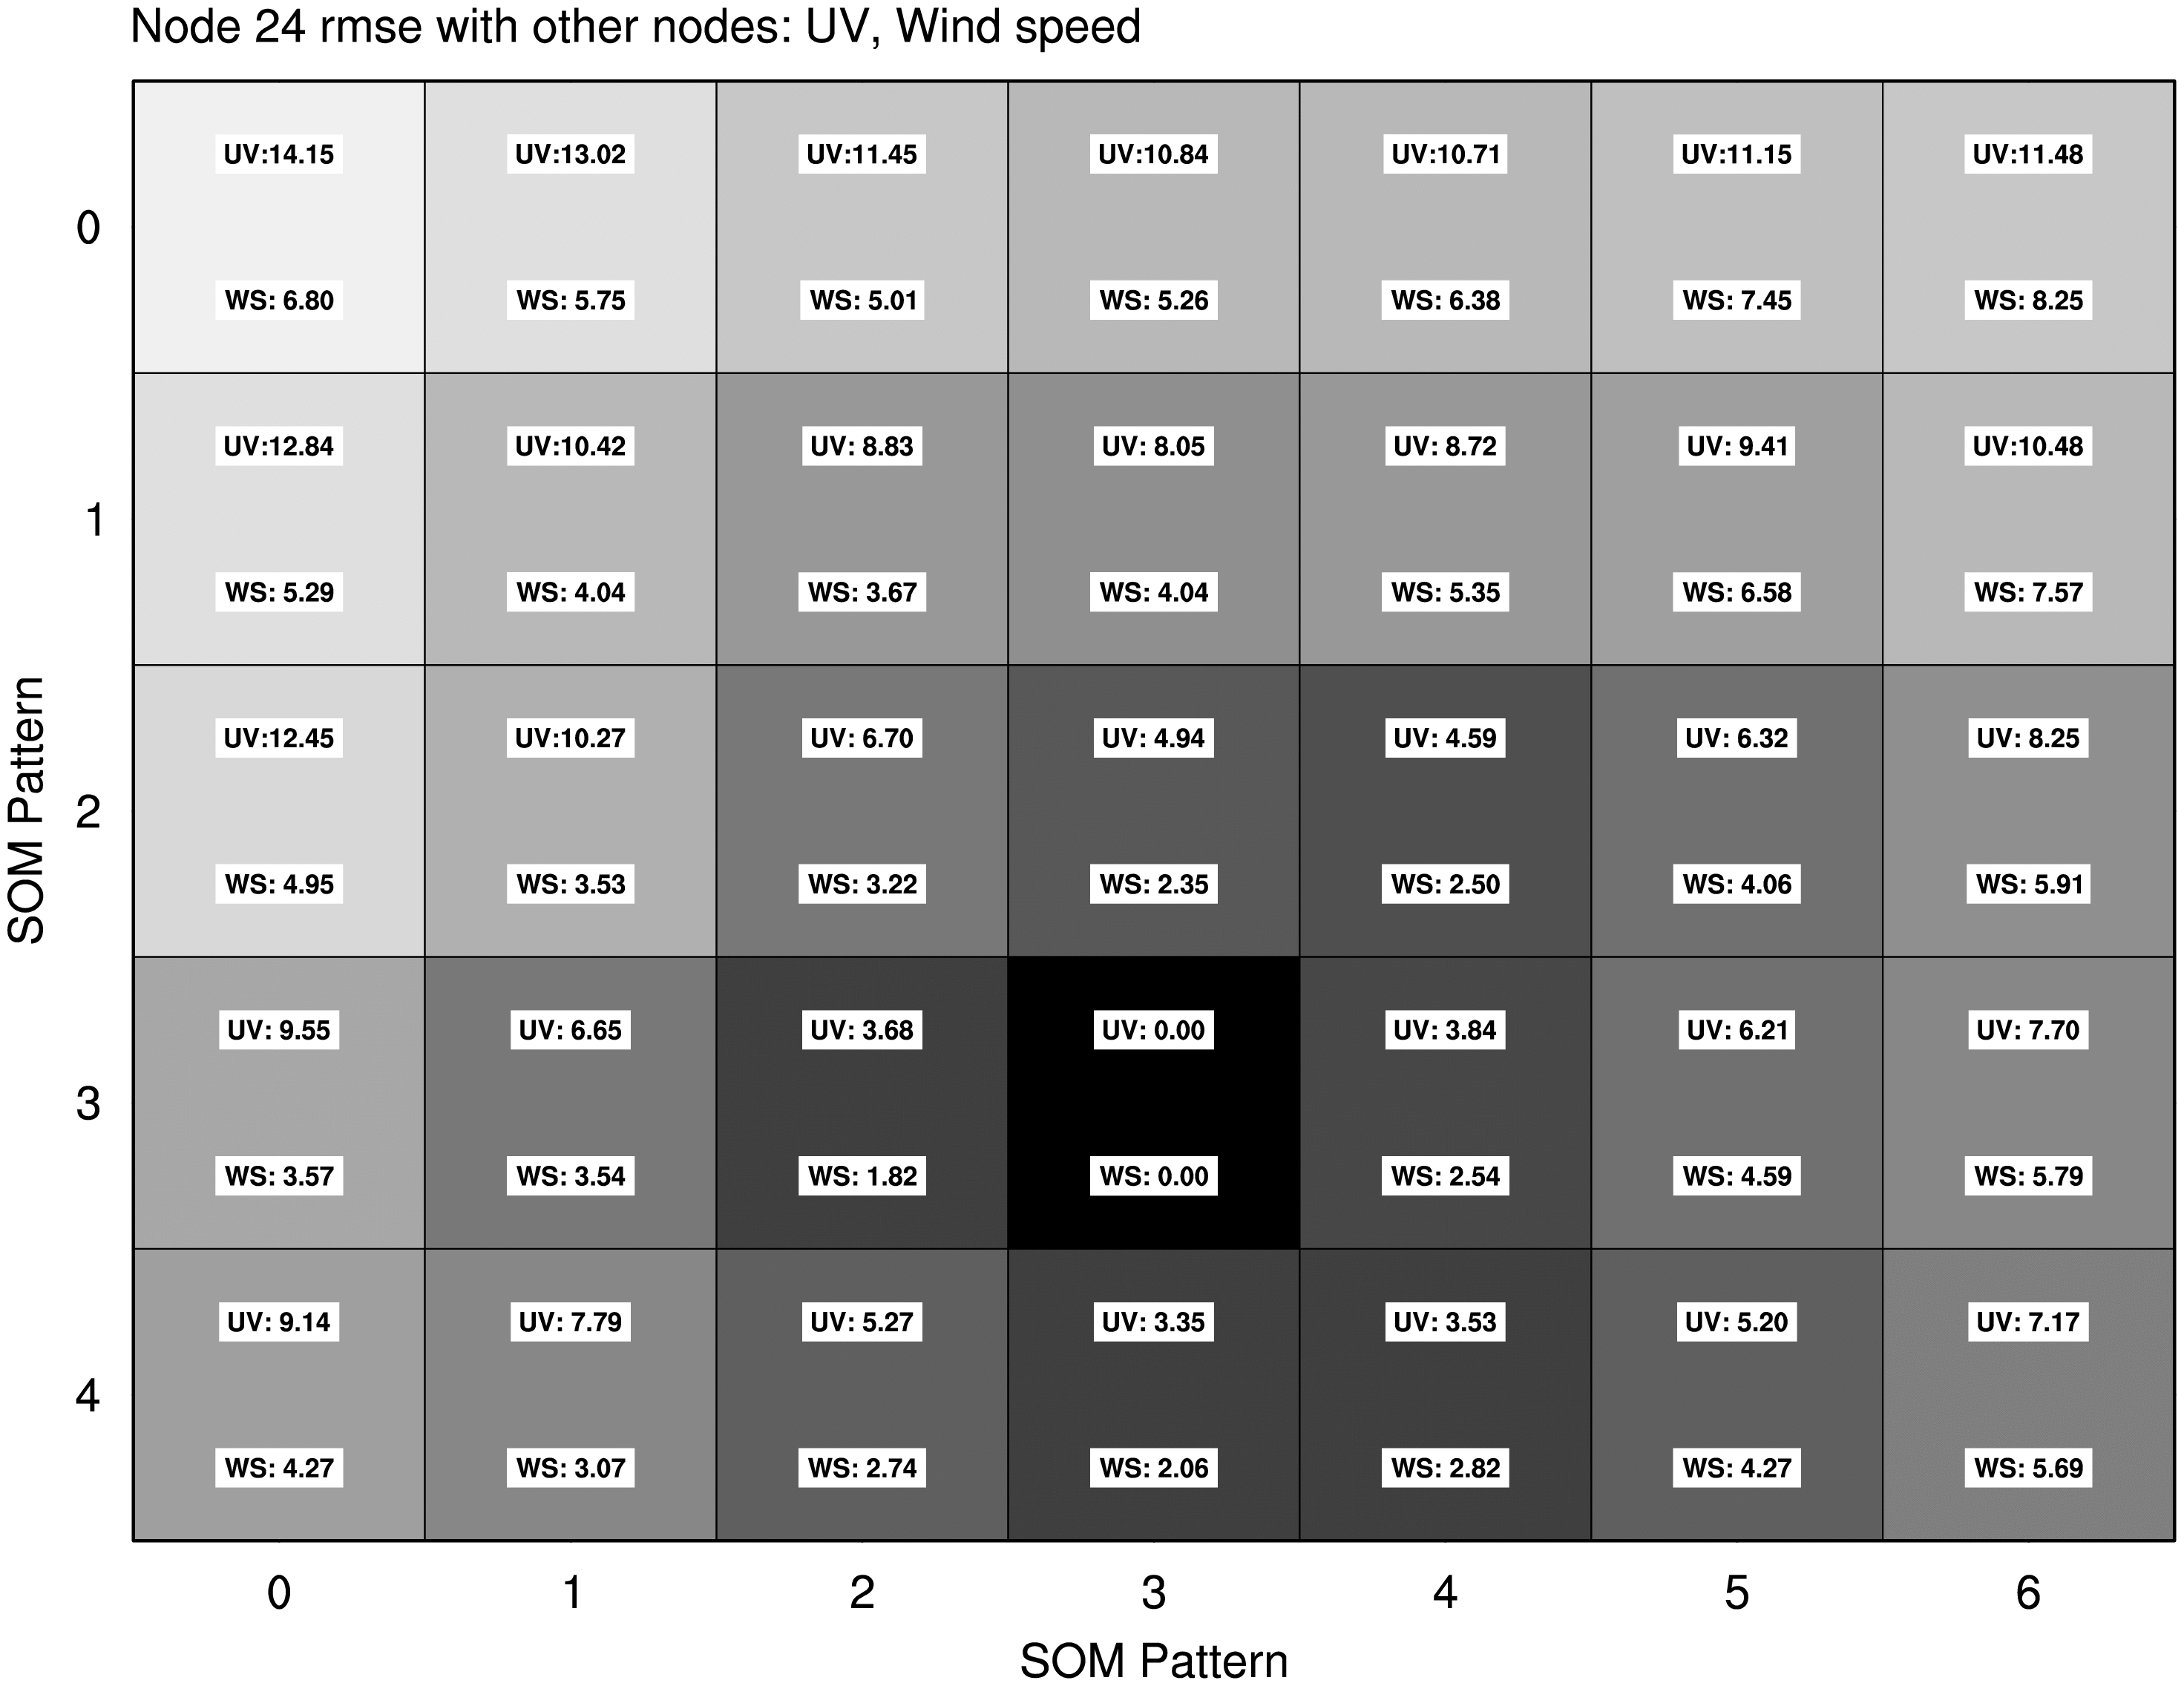 Node 24 rmse with other nodes: UV, Wind speed
UV:14.15 UV:13.02 UV:11.45 UV:10.84 UV:10.71 UV:11.15 UV:11.48
0
WS: 6.80 WS: 5.75 WS: 5.01 WS: 5.26 WS: 6.38 WS: 7.45 WS: 8.25
UV:12.84 UV:10.42 UV: 8.83 UV: 8.05 UV: 8.72 UV: 9.41 UV:10.48
1
WS: 5.29 WS: 4.04 WS: 3.67 WS: 4.04 WS: 5.35 WS: 6.58 WS: 7.57
UV:12.45 UV:10.27 UV: 6.70 UV: 4.94 UV: 4.59 UV: 6.32 UV: 8.25
2
WS: 4.95 WS: 3.53 WS: 3.22 WS: 2.35 WS: 2.50 WS: 4.06 WS: 5.91
UV: 9.55 UV: 6.65 UV: 3.68 UV: 0.00 UV: 3.84 UV: 6.21 UV: 7.70
3
WS: 3.57 WS: 3.54 WS: 1.82 WS: 0.00 WS: 2.54 WS: 4.59 WS: 5.79
UV: 9.14 UV: 7.79 UV: 5.27 UV: 3.35 UV: 3.53 UV: 5.20 UV: 7.17
4
WS: 4.27 WS: 3.07 WS: 2.74 WS: 2.06 WS: 2.82 WS: 4.27 WS: 5.69
SOM Pattern
0 1 2 3 4 5 6
SOM Pattern